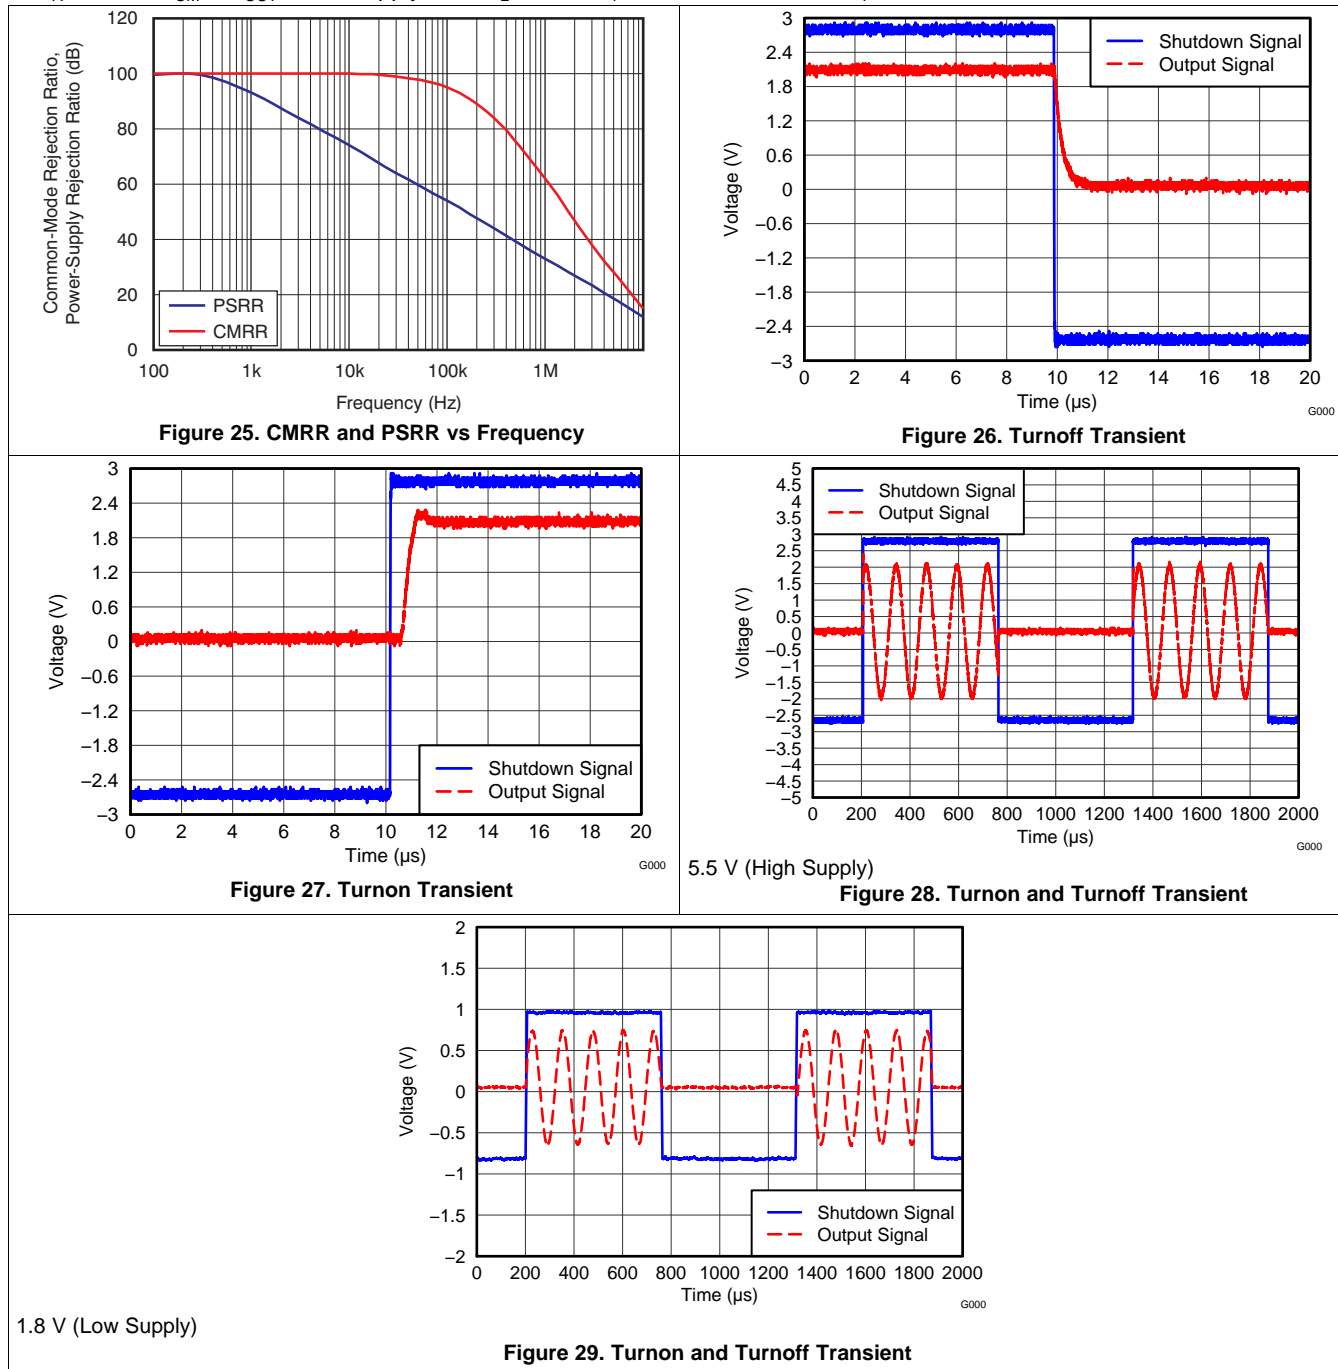 120
100
80
60
40
20
0
Common-Mode Rejection Ratio,
Power-Supply Rejection Ratio (dB)
PSRR
CMRR
100 1k 10k 100k 1M
Frequency (Hz)
Figure 25. CMRR and PSRR vs Frequency
3
2.4
1.8
1.2
0.6
0
−0.6
−1.2
−1.8
−2.4
−3
Voltage (V)
Shutdown Signal
Output Signal
0 2 4 6 8 10 12 14 16 18 20
Time (µs)
G000
Figure 26. Turnoff Transient
3
2.4
1.8
1.2
0.6
0
−0.6
−1.2
−1.8
−2.4
−3
Voltage (V)
Shutdown Signal
Output Signal
0 2 4 6 8 10 12 14 16 18 20
Time (µs)
G000
Figure 27. Turnon Transient
5
4.5
4
3.5
3
2.5
2
1.5
1
0.5
0
−0.5
−1
−1.5
−2
−2.5
−3
−3.5
−4
−4.5
−5
Voltage (V)
Shutdown Signal
Output Signal
0 200 400 600 800 1000 1200 1400 1600 1800 2000
Time (µs)
G000
5.5 V (High Supply)
Figure 28. Turnon and Turnoff Transient
2
1.5
1
0.5
0
−0.5
−1
−1.5
−2
Voltage (V)
Shutdown Signal
Output Signal
0 200 400 600 800 1000 1200 1400 1600 1800 2000
Time (µs)
G000
1.8 V (Low Supply)
Figure 29. Turnon and Turnoff Transient